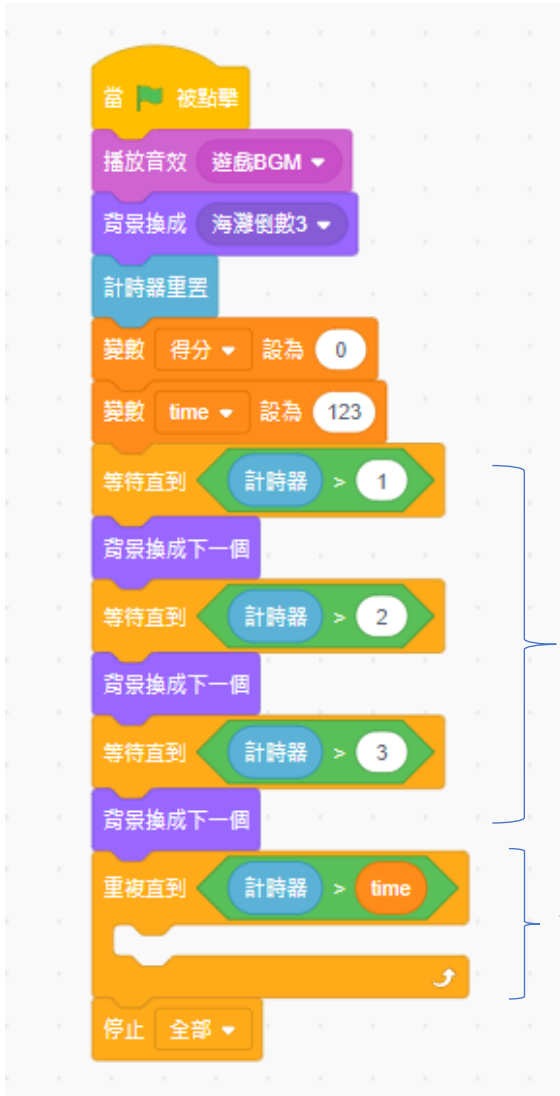 當 被點擊
播放音效 遊戲BGM
背景換成 海灘倒數3
計時器重置
變數 得分 設為 0
變數 time 設為 123
等待直到 計時器 > 1
背景換成下一個
等待直到 計時器 > 2
背景換成下一個
等待直到 計時器 > 3
背景換成下一個
重複直到 計時器 > time
停止 全部